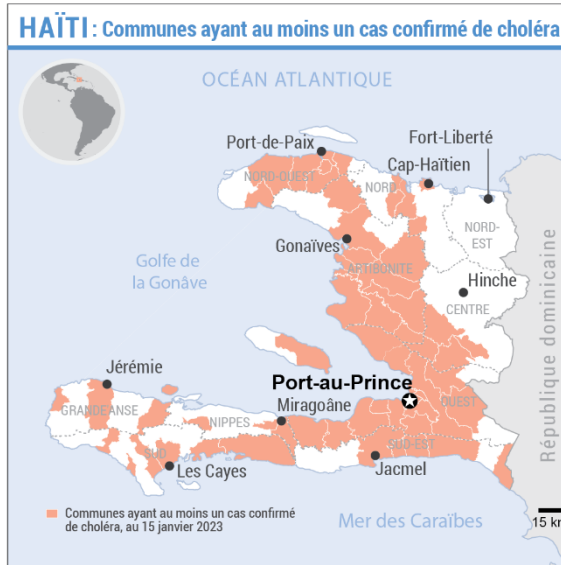 HAÏTI : Communes ayant au moins un cas confirmé de choléra
OCÉAN ATLANTIQUE
Port-de-Paix
Fort-Liberté
Cap-Haïtien
NORD-OUEST
NORD
NORD-
EST
Gonaïves
Golfe de
la Gonâve
ARTIBONITE
Hinche
CENTRE
République dominicaine
Jérémie
Port-au-Prince
Miragoâne
OUEST
GRANDE ANSE
NIPPES
SUD-EST
SUD
Les Cayes
Jacmel
Communes ayant au moins un cas confirmé
de choléra, au 15 janvier 2023
Mer des Caraïbes
15 km